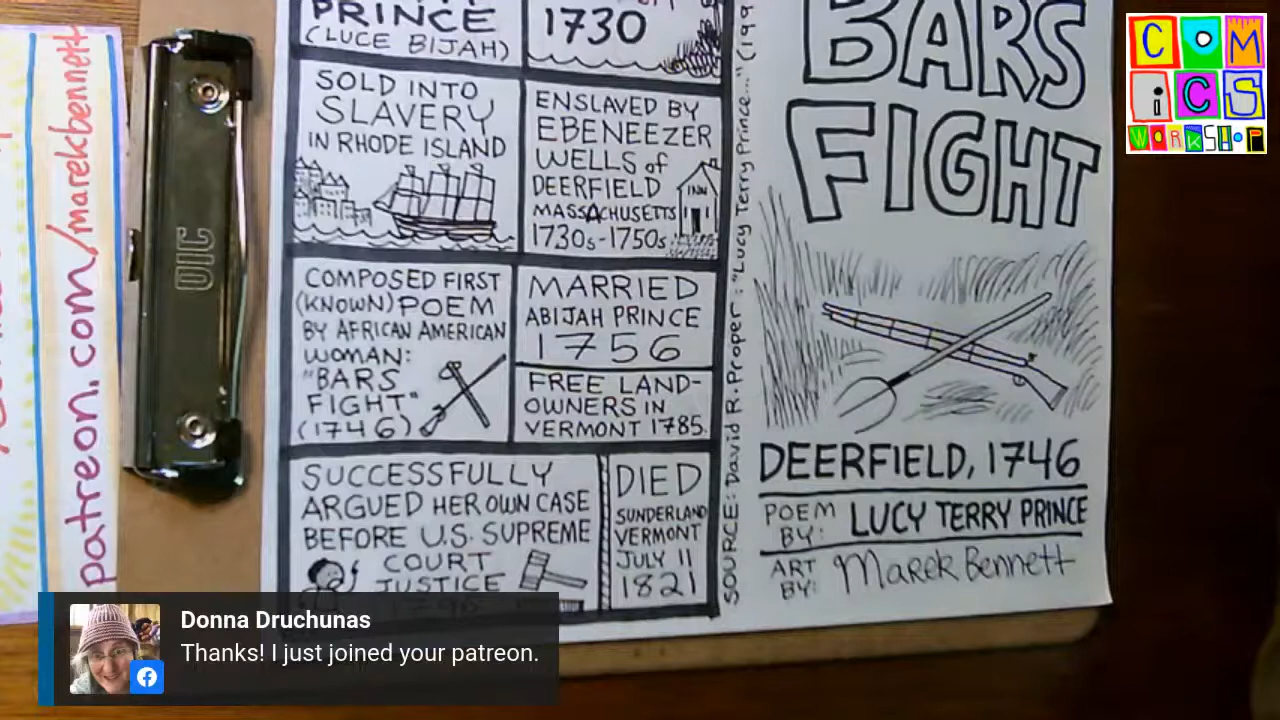 patreon.com/marekbennett
OIC
PRINCE
(LUCE BIJAH)
1730
SOLD INTO
SLAVERY
IN RHODE ISLAND
ENSLAVED BY
EBENEEZER
WELLS of
DEERFIELD
MASSACHUSETTS
1730s-1750s
INN
COMPOSED FIRST
(KNOWN) POEM
BY AFRICAN AMERICAN
WOMAN:
"BARS
FIGHT"
(1746)
MARRIED
ABIJAH PRINCE
1756
FREE LAND-
OWNERS IN
VERMONT 1785.
SUCCESSFULLY
ARGUED HER OWN CASE
BEFORE U.S. SUPREME
COURT
JUSTICE
1796
DIED
SUNDERLAND
VERMONT
JULY 11
1821
SOURCE: David R. Proper: "Lucy Terry Prince..." (199
BARS
FIGHT
DEERFIELD, 1746
POEM
BY: LUCY TERRY PRINCE
ART
BY: Marek Bennett
COM
iCS
WORKSHOP
Donna Druchunas
Thanks! I just joined your patreon.